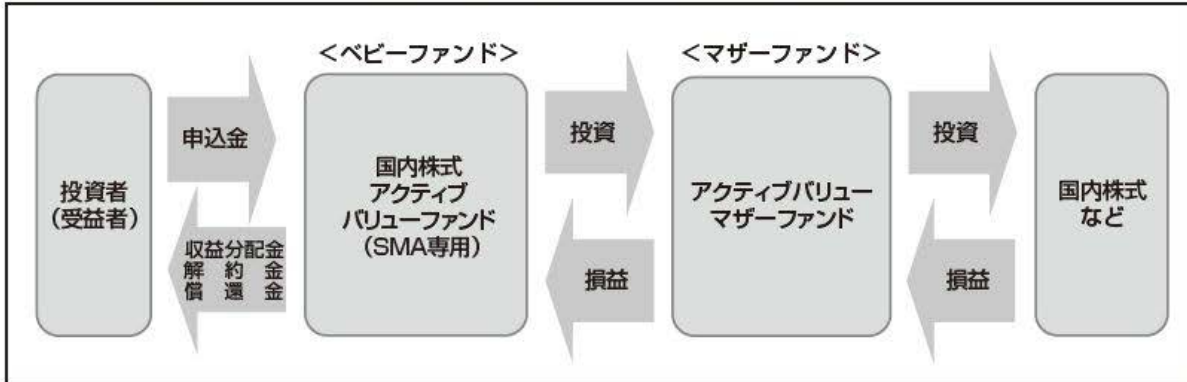 投資者
(受益者)
申込金
収益分配金
解約金
償還金
<ベビーファンド>
国内株式
アクティブ
バリューファンド
(SMA専用)
投資
損益
<マザーファンド>
アクティブバリュー
マザーファンド
投資
損益
国内株式
など